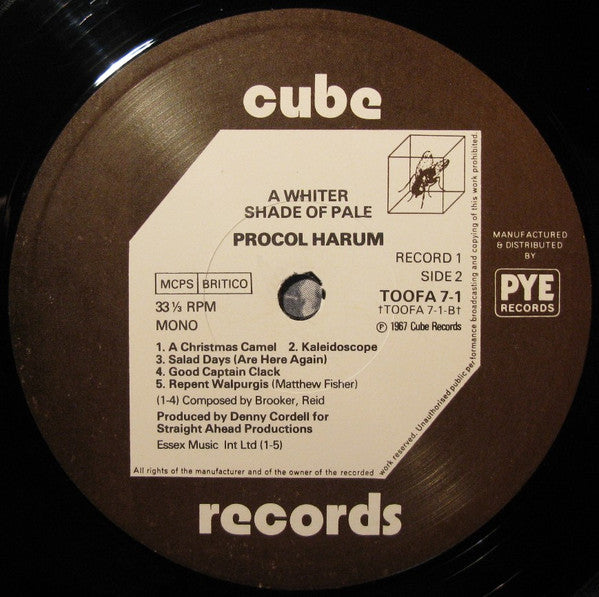 cube
A WHITER
SHADE OF PALE
PROCOL HARUM
RECORD 1
SIDE 2
MCPS BRITICO
33⅓ RPM
MONO
TOOFA 7-1
†TOOFA 7-1-B†
Ⓟ 1967 Cube Records
MANUFACTURED
& DISTRIBUTED
BY
PYE
RECORDS
1. A Christmas Camel 2. Kaleidoscope
3. Salad Days (Are Here Again)
4. Good Captain Clack
5. Repent Walpurgis (Matthew Fisher)
(1-4) Composed by Brooker, Reid
Produced by Denny Cordell for
Straight Ahead Productions
Essex Music Int Ltd (1-5)
All rights of the manufacturer and of the owner of the recorded
work reserved. Unauthorised public per-
formance broadcasting and copying of this work prohibited.
records